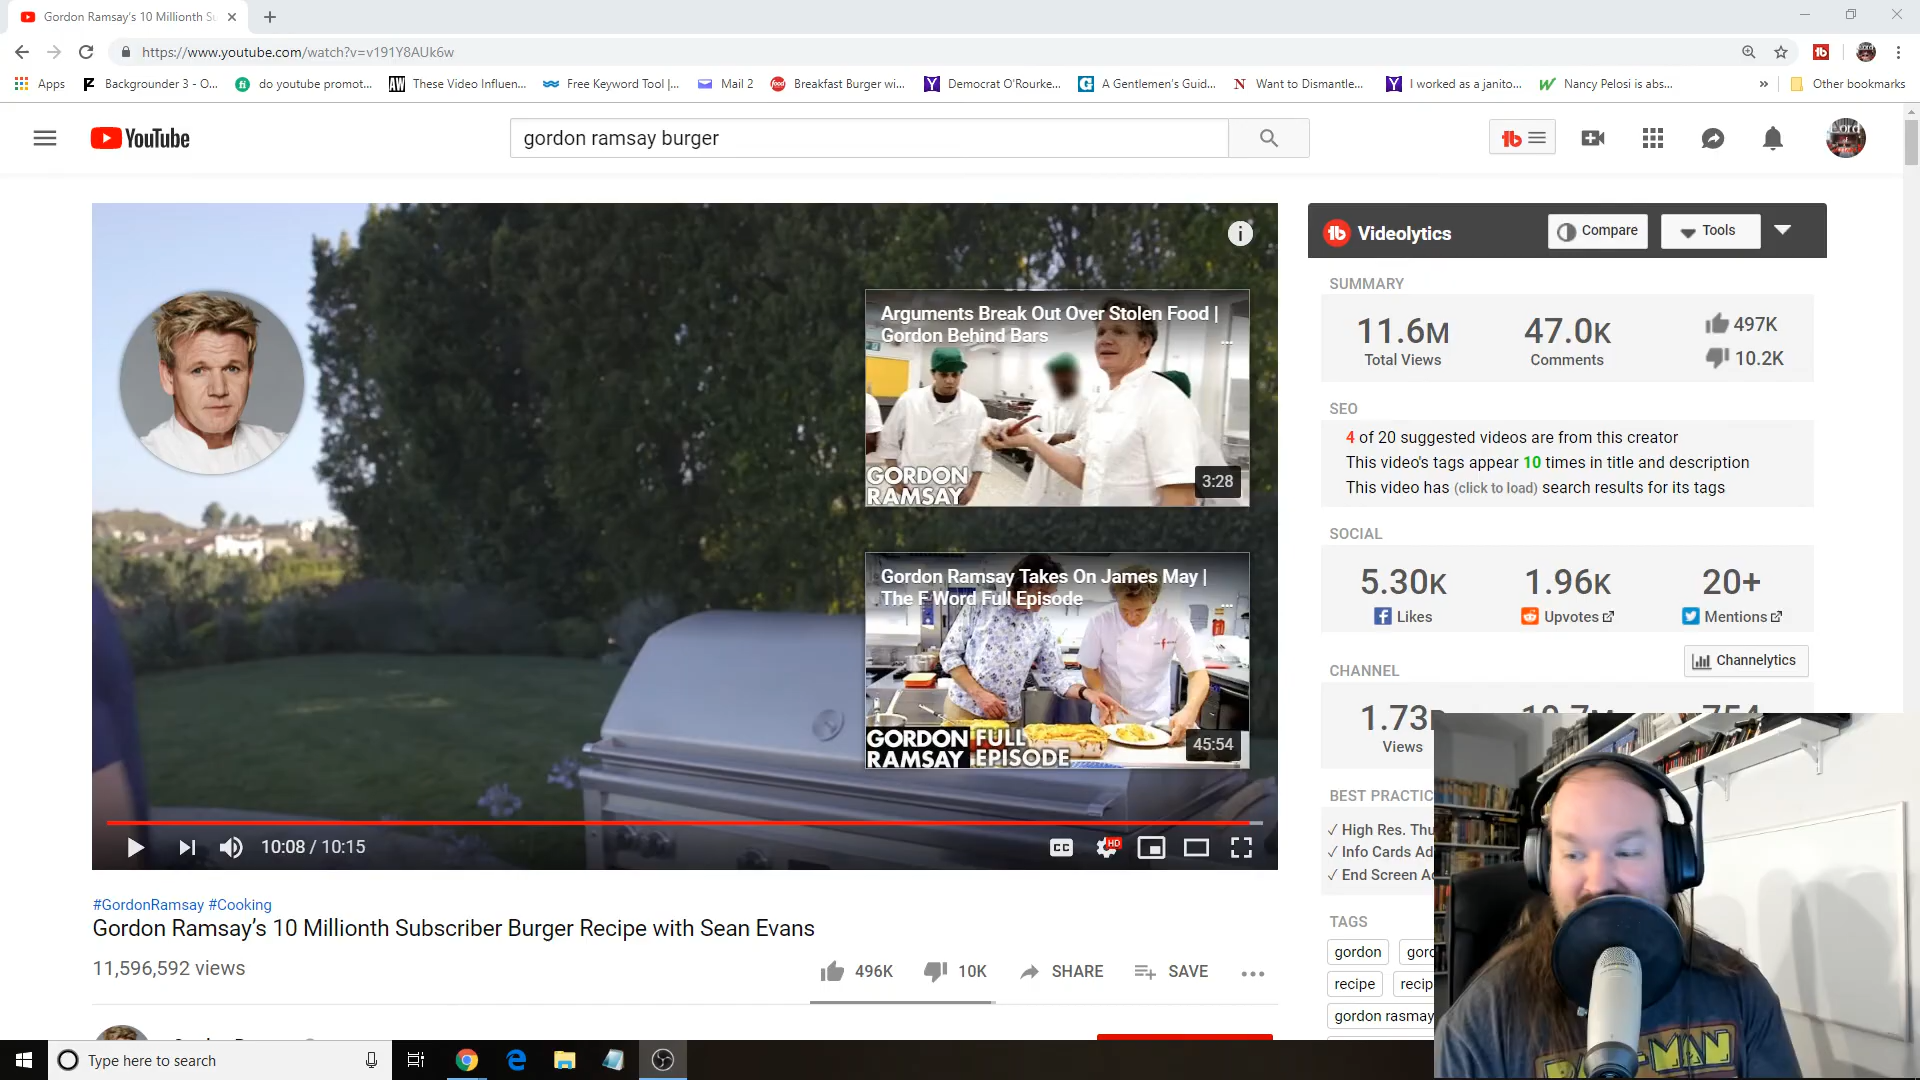 Gordon Ramsay's 10 Millionth Su
https://www.youtube.com/watch?v=v191Y8AUk6w
Apps
Backgrounder 3 - O...
do youtube promot...
These Video Influen...
Free Keyword Tool |...
Mail 2
Breakfast Burger wi...
Democrat O'Rourke...
A Gentlemen's Guid...
Want to Dismantle...
I worked as a janito...
Nancy Pelosi is abs...
»
Other bookmarks
YouTube
gordon ramsay burger
Arguments Break Out Over Stolen Food |
Gordon Behind Bars
GORDON
RAMSAY
3:28
Gordon Ramsay Takes On James May |
The F Word Full Episode
GORDON
RAMSAY
FULL
EPISODE
45:54
10:08 / 10:15
CC
HD
#GordonRamsay #Cooking
Gordon Ramsay’s 10 Millionth Subscriber Burger Recipe with Sean Evans
11,596,592 views
496K
10K
SHARE
SAVE
Videolytics
Compare
Tools
SUMMARY
11.6M
Total Views
47.0K
Comments
497K
10.2K
SEO
4 of 20 suggested videos are from this creator
This video's tags appear 10 times in title and description
This video has (click to load) search results for its tags
SOCIAL
5.30K
Likes
1.96K
Upvotes
20+
Mentions
CHANNEL
Channelytics
1.73
Views
BEST PRACTIC
✓ High Res. Thu
✓ Info Cards Ad
✓ End Screen A
TAGS
gordon
gord
recipe
recip
gordon rasmay
Type here to search